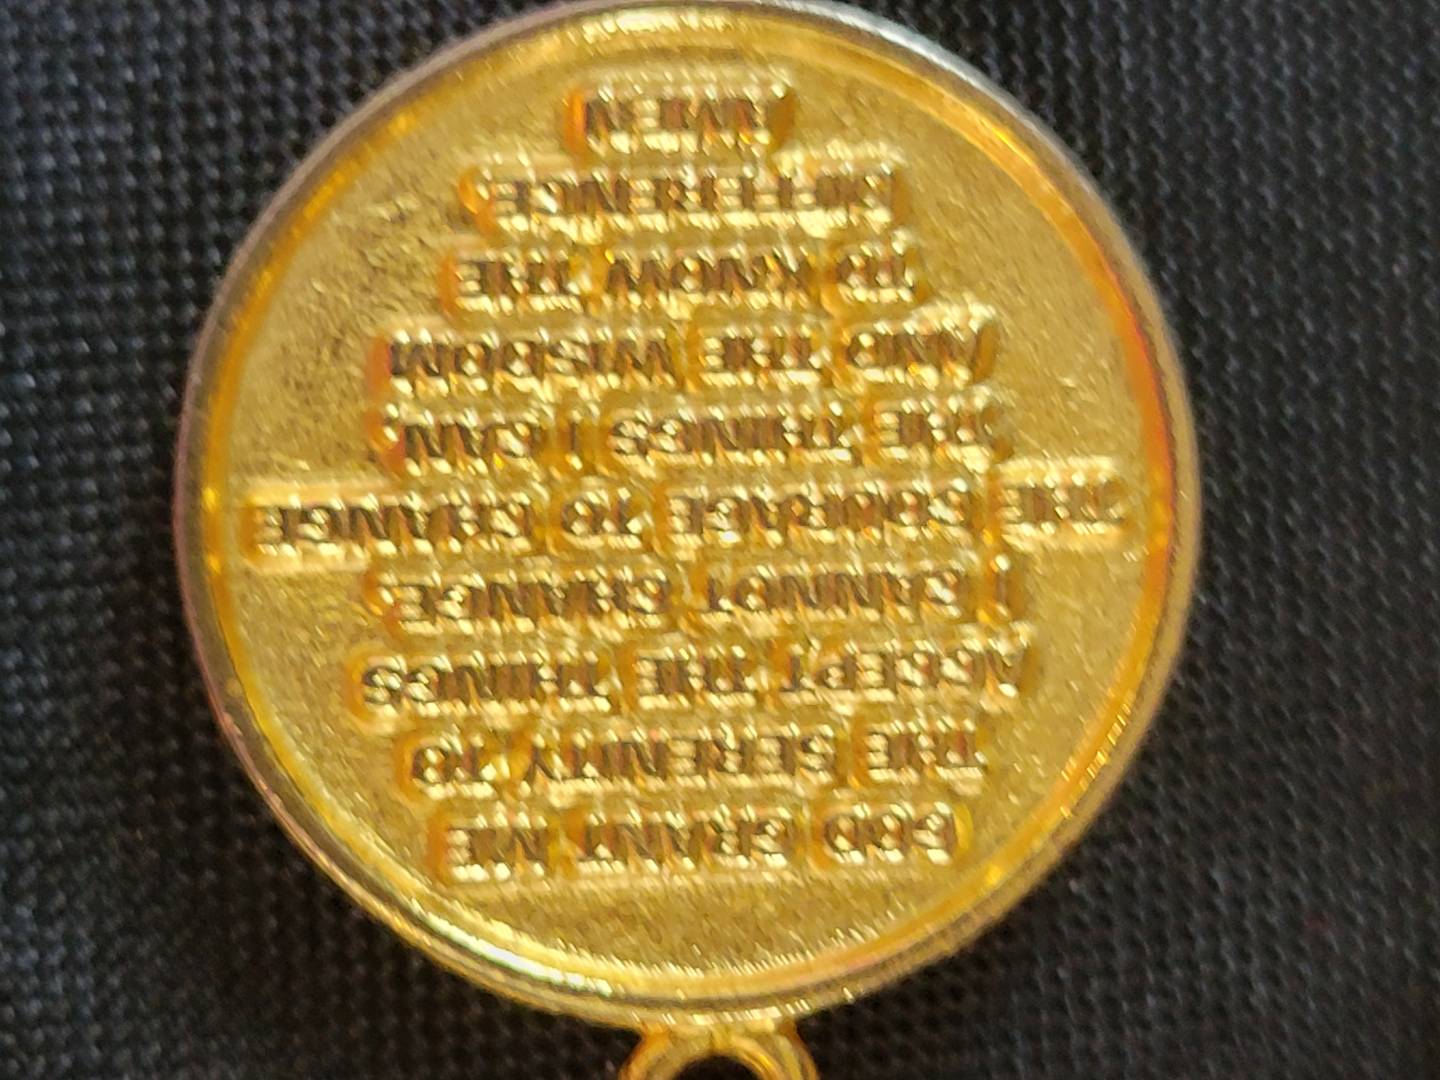 GOD GRANT ME
THE SERENITY TO
ACCEPT THE THINGS
I CANNOT CHANGE
THE COURAGE TO CHANGE
THE THINGS I CAN
AND THE WISDOM
TO KNOW THE
DIFFERENCE
AMEN